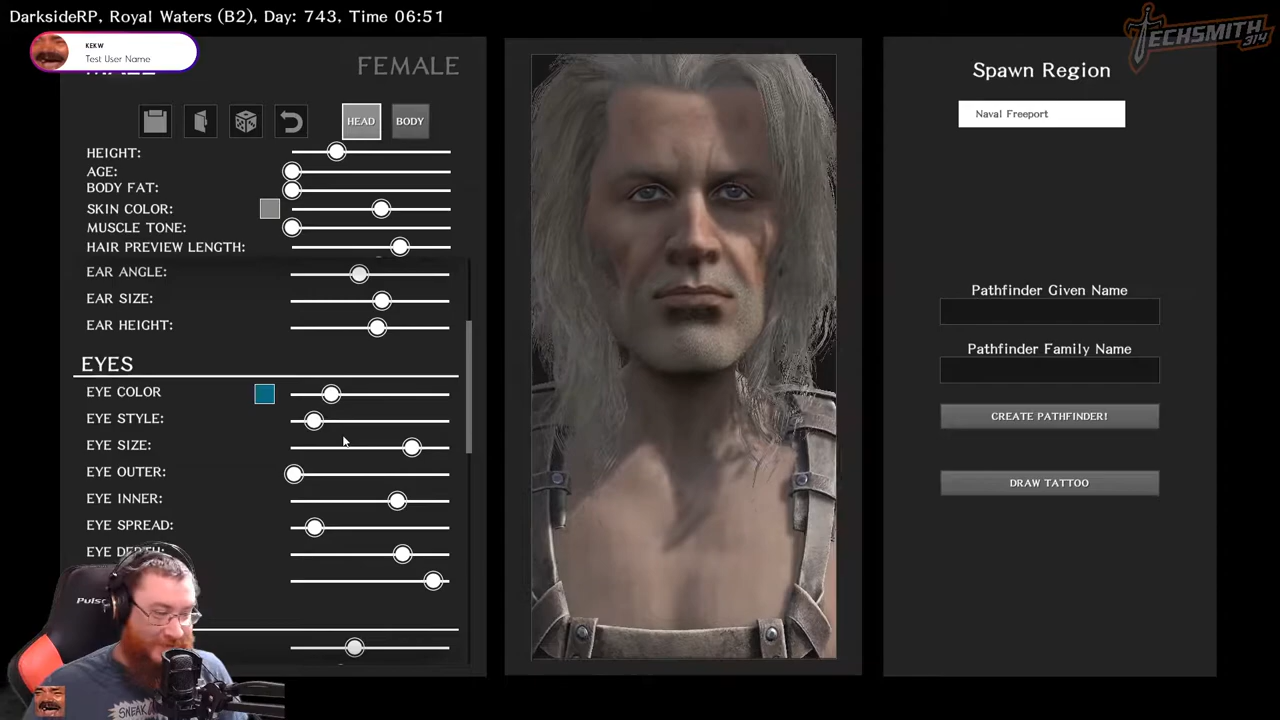 DarksideRP, Royal Waters (B2), Day: 743, Time 06:51
TECHSMITH
314
KEKW
Test User Name
FEMALE
HEAD
BODY
HEIGHT:
AGE:
BODY FAT:
SKIN COLOR:
MUSCLE TONE:
HAIR PREVIEW LENGTH:
EAR ANGLE:
EAR SIZE:
EAR HEIGHT:
EYES
EYE COLOR
EYE STYLE:
EYE SIZE:
EYE OUTER:
EYE INNER:
EYE SPREAD:
EYE DEPTH:
Spawn Region
Naval Freeport
Pathfinder Given Name
Pathfinder Family Name
CREATE PATHFINDER!
DRAW TATTOO